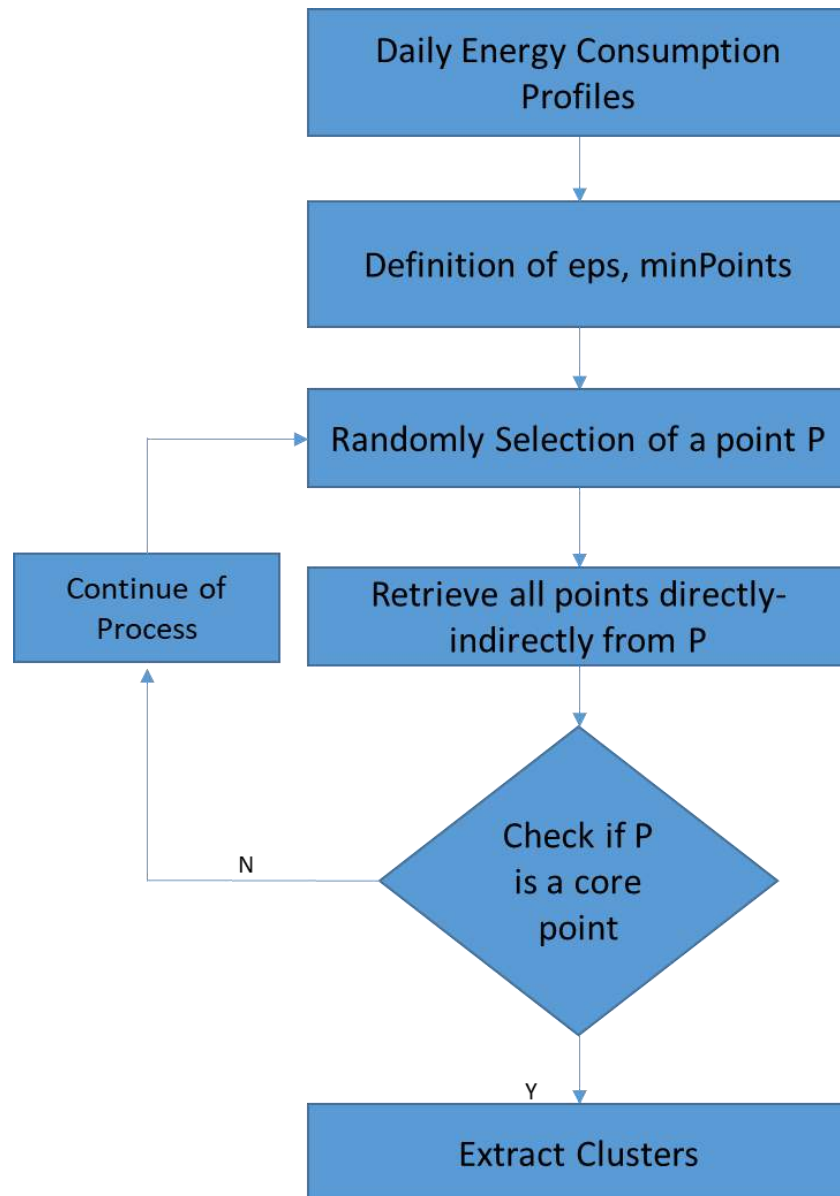 Daily Energy Consumption
Profiles
Definition of eps, minPoints
Randomly Selection of a point P
Continue of
Process
Retrieve all points directly-
indirectly from P
Check if P
is a core
point
N
Y
Extract Clusters